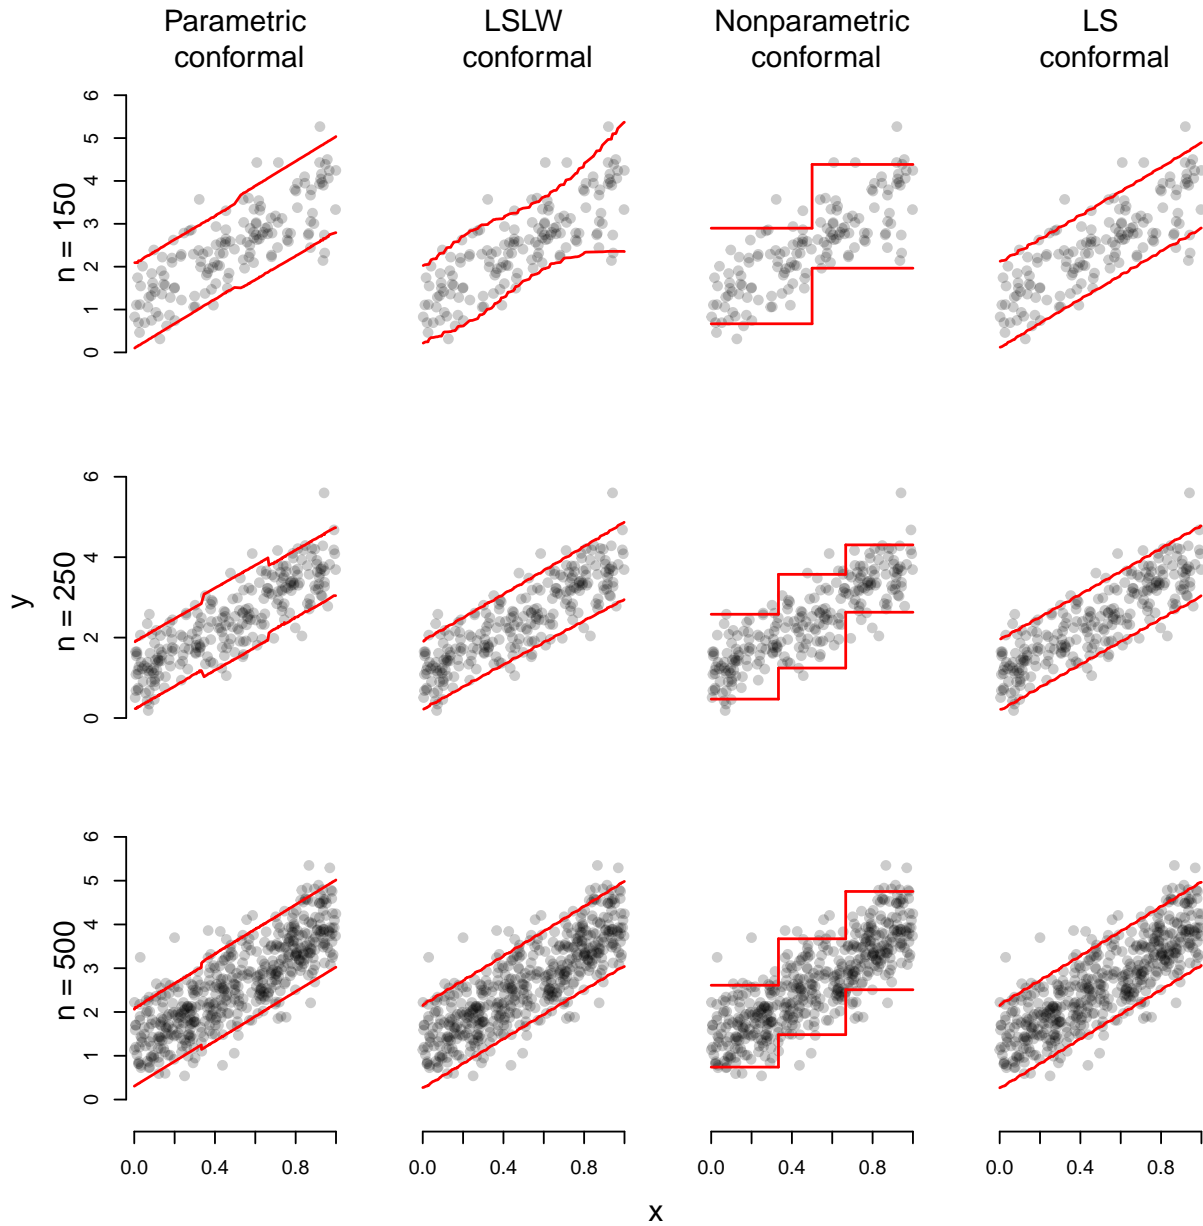 Parametric
conformal
LSLW
conformal
Nonparametric
conformal
LS
conformal
n = 150
0 1 2 3 4 5 6
y
n = 250
0 2 4 6
n = 500
0 1 2 3 4 5 6
0.0 0.4 0.8
0.0 0.4 0.8
0.0 0.4 0.8
0.0 0.4 0.8
x